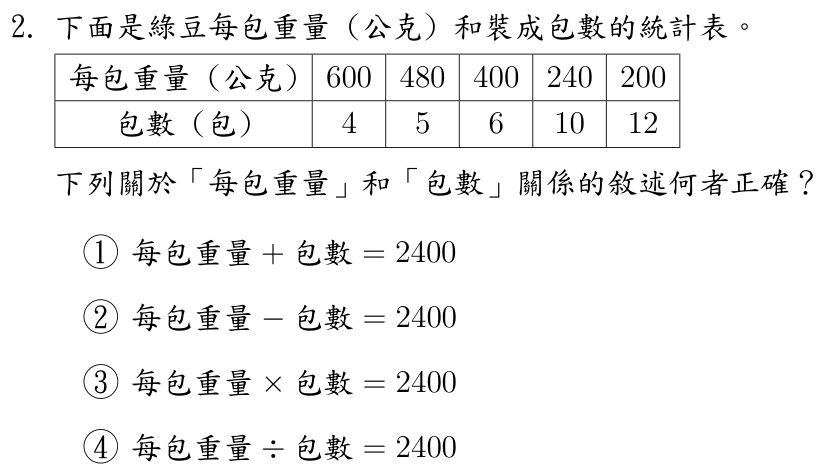 2. 下面是綠豆每包重量（公克）和裝成包數的統計表。
每包重量（公克） 600 480 400 240 200
包數（包） 4 5 6 10 12
下列關於「每包重量」和「包數」關係的敘述何者正確？
① 每包重量 + 包數 = 2400
② 每包重量 − 包數 = 2400
③ 每包重量 × 包數 = 2400
④ 每包重量 ÷ 包數 = 2400